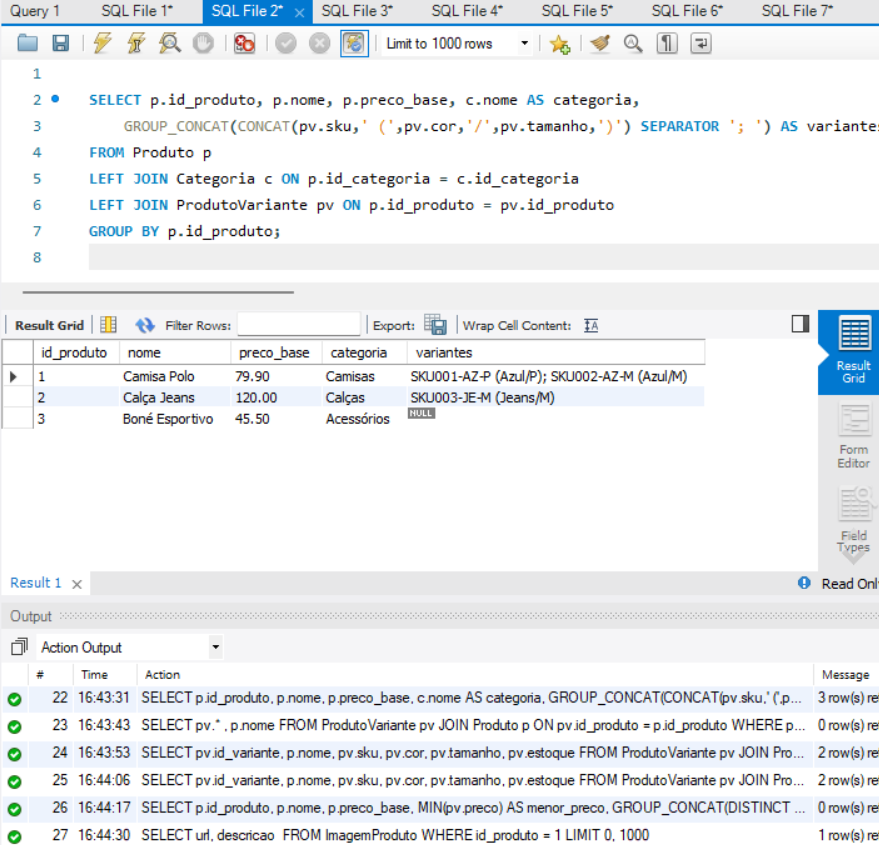 Query 1 SQL File 1* SQL File 2* SQL File 3* SQL File 4* SQL File 5* SQL File 6* SQL File 7*
Limit to 1000 rows
1
2 SELECT p.id_produto, p.nome, p.preco_base, c.nome AS categoria,
3 GROUP_CONCAT(CONCAT(pv.sku,' (',pv.cor,'/',pv.tamanho,')') SEPARATOR '; ') AS variantes
4 FROM Produto p
5 LEFT JOIN Categoria c ON p.id_categoria = c.id_categoria
6 LEFT JOIN ProdutoVariante pv ON p.id_produto = pv.id_produto
7 GROUP BY p.id_produto;
8
Result Grid Filter Rows: Export: Wrap Cell Content: IA
id_produto nome preco_base categoria variantes
1 Camisa Polo 79.90 Camisas SKU001-AZ-P (Azul/P); SKU002-AZ-M (Azul/M)
2 Calça Jeans 120.00 Calças SKU003-JE-M (Jeans/M)
3 Boné Esportivo 45.50 Acessórios NULL
Result Grid
Form Editor
Field Types
Result 1 Read Onl
Output
Action Output
# Time Action Message
22 16:43:31 SELECT p.id_produto, p.nome, p.preco_base, c.nome AS categoria, GROUP_CONCAT(CONCAT(pv.sku,' (',p... 3 row(s) re
23 16:43:43 SELECT pv.* , p.nome FROM ProdutoVariante pv JOIN Produto p ON pv.id_produto = p.id_produto WHERE p... 0 row(s) re
24 16:43:53 SELECT pv.id_variante, p.nome, pv.sku, pv.cor, pv.tamanho, pv.estoque FROM ProdutoVariante pv JOIN Pro... 2 row(s) re
25 16:44:06 SELECT pv.id_variante, p.nome, pv.sku, pv.cor, pv.tamanho, pv.estoque FROM ProdutoVariante pv JOIN Pro... 2 row(s) re
26 16:44:17 SELECT p.id_produto, p.nome, p.preco_base, MIN(pv.preco) AS menor_preco, GROUP_CONCAT(DISTINCT ... 0 row(s) re
27 16:44:30 SELECT url, descricao FROM ImagemProduto WHERE id_produto = 1 LIMIT 0, 1000 1 row(s) re